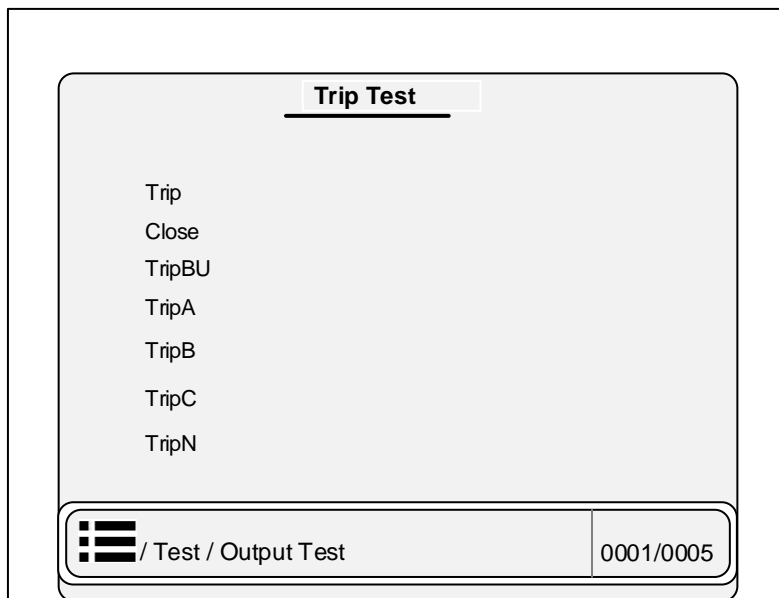 Trip Test
Trip
Close
TripBU
TripA
TripB
TripC
TripN
/ Test / Output Test
0001/0005